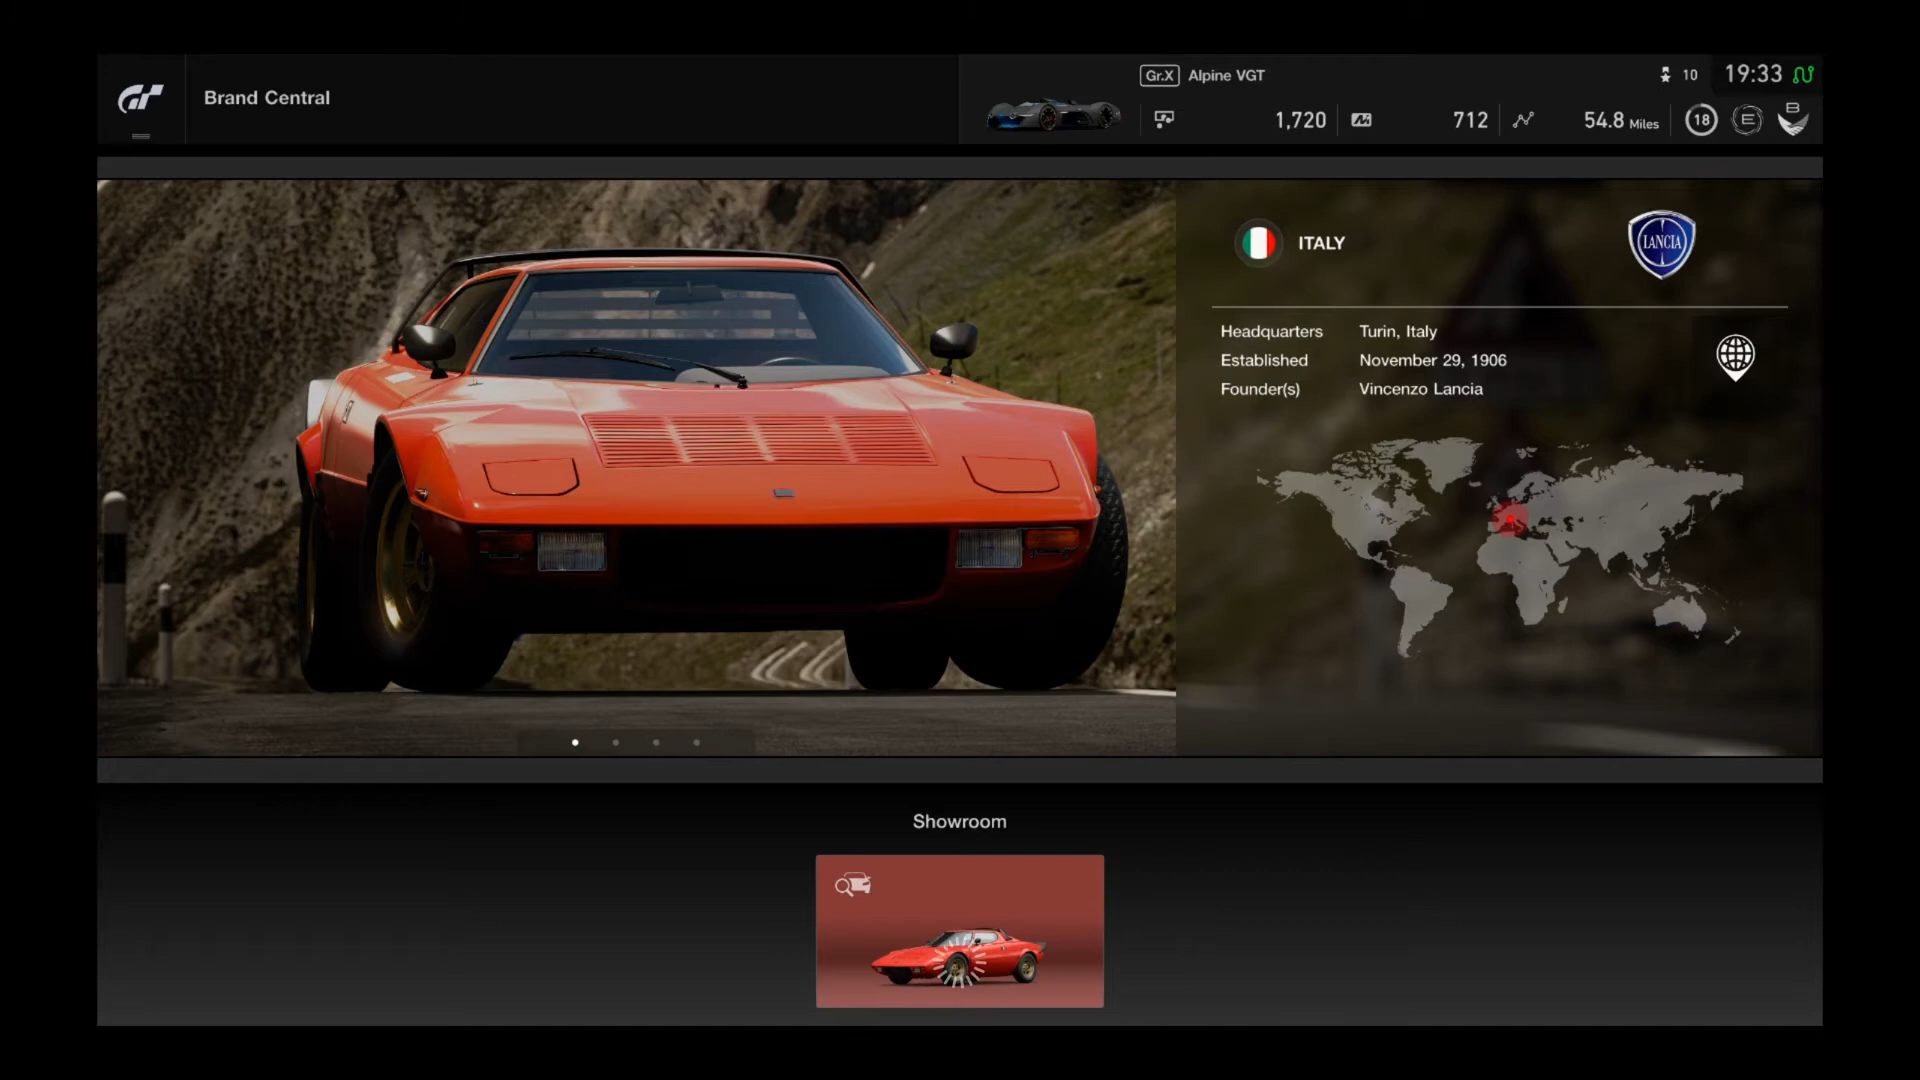 Brand Central
Gr.X Alpine VGT
10 19:33
1,720 712 54.8 Miles 18 E B
ITALY
LANCIA
Headquarters Turin, Italy
Established November 29, 1906
Founder(s) Vincenzo Lancia
Showroom